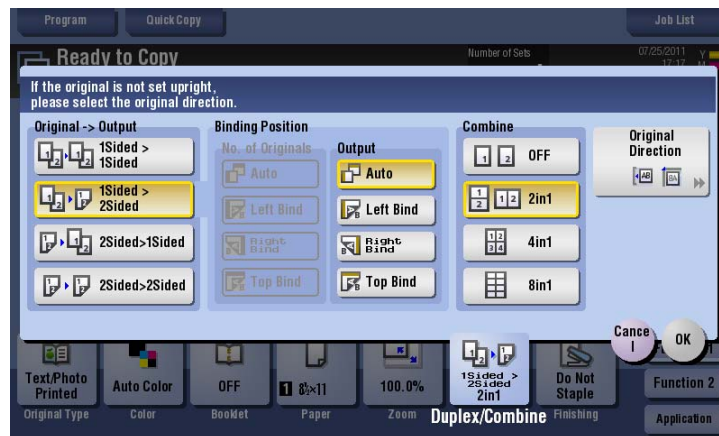 Program
Quick Copy
Job List
Ready to Copy
Number of Sets
07/25/2011
17:17
Y
M
If the original is not set upright,
please select the original direction.
Original -> Output
1Sided >
1Sided
1Sided >
2Sided
2Sided>1Sided
2Sided>2Sided
Binding Position
No. of Originals
Auto
Left Bind
Right
Bind
Top Bind
Output
Auto
Left Bind
Right
Bind
Top Bind
Combine
OFF
2in1
4in1
8in1
Original
Direction
Cance
l
OK
Text/Photo
Printed
Auto Color
OFF
1 8½×11
100.0%
1Sided >
2Sided
2in1
Do Not
Staple
Function 2
Original Type
Color
Booklet
Paper
Zoom
Duplex/Combine
Finishing
Application